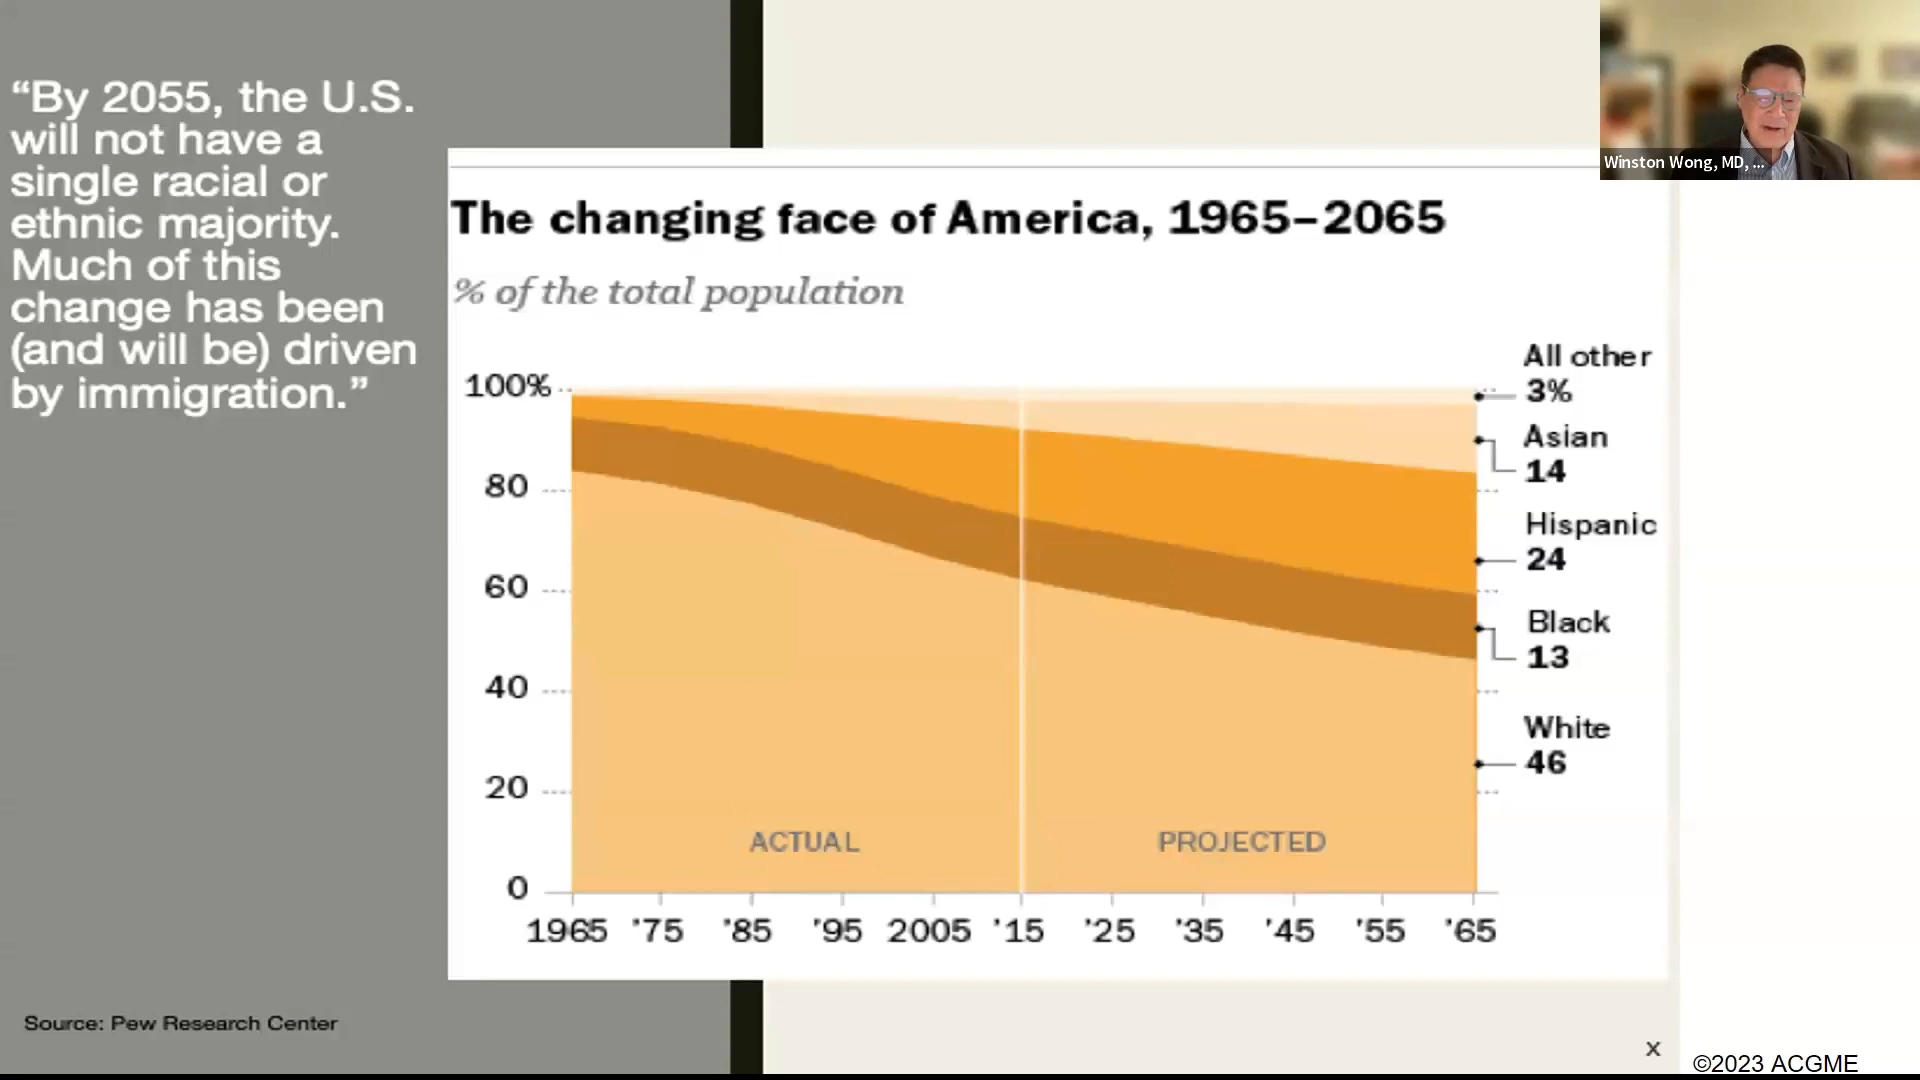 “By 2055, the U.S.
will not have a
single racial or
ethnic majority.
Much of this
change has been
(and will be) driven
by immigration.”
Source: Pew Research Center
The changing face of America, 1965–2065
% of the total population
100%
80
60
40
20
0
ACTUAL
PROJECTED
1965 ’75 ’85 ’95 2005 ’15 ’25 ’35 ’45 ’55 ’65
All other
3%
Asian
14
Hispanic
24
Black
13
White
46
Winston Wong, MD, ...
x
©2023 ACGME